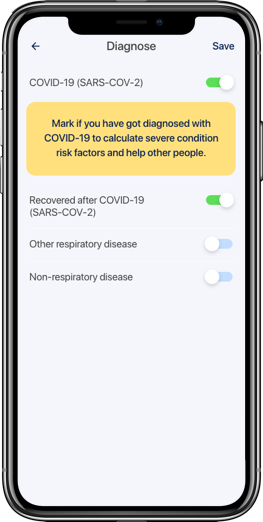 Diagnose
Save
COVID-19 (SARS-COV-2)
Mark if you have got diagnosed with
COVID-19 to calculate severe condition
risk factors and help other people.
Recovered after COVID-19
(SARS-COV-2)
Other respiratory disease
Non-respiratory disease